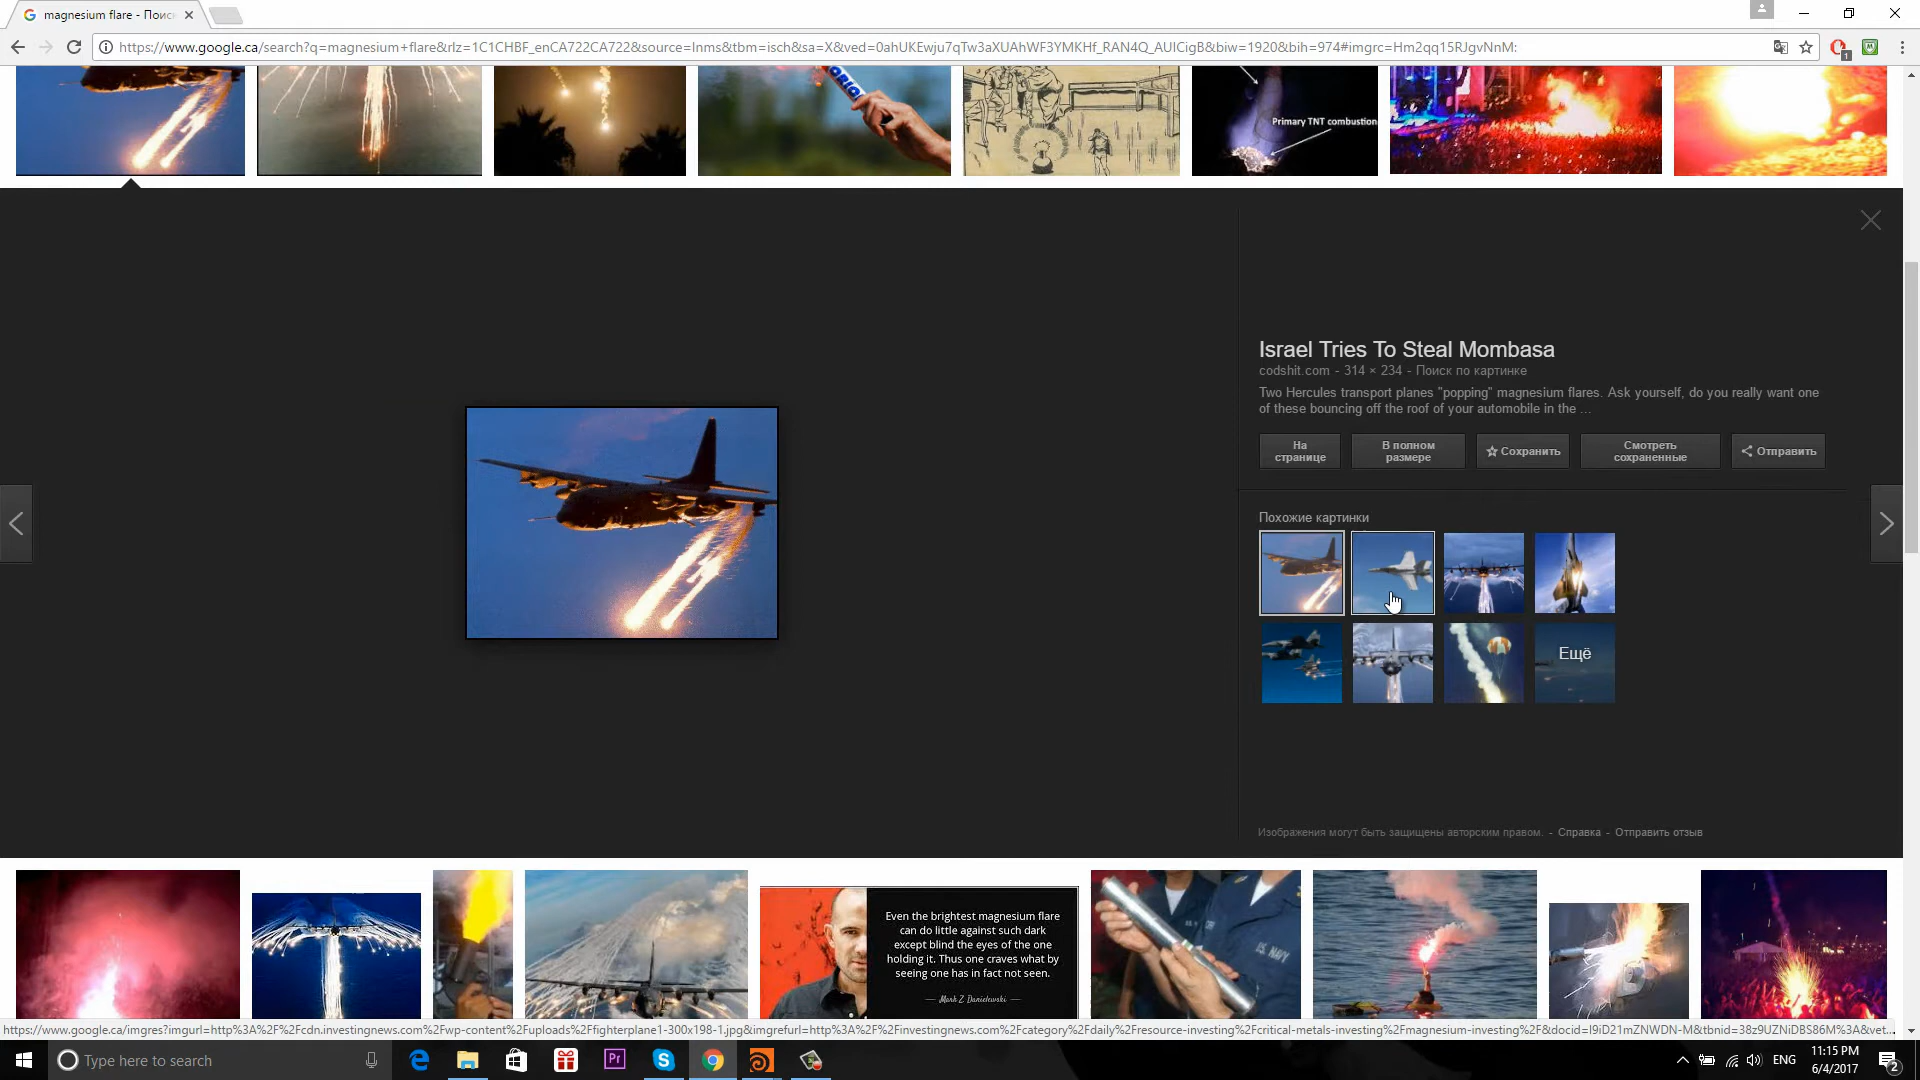 magnesium flare - Поис
https://www.google.ca/search?q=magnesium+flare&rlz=1C1CHBF_enCA722CA722&source=lnms&tbm=isch&sa=X&ved=0ahUKEwju7qTw3aXUAhWF3YMKHf_RAN4Q_AUICigB&biw=1920&bih=974#imgrc=Hm2qq15RJgvNnM:
1
Primary TNT combustion
Israel Tries To Steal Mombasa
codshit.com - 314 × 234 - Поиск по картинке
Two Hercules transport planes "popping" magnesium flares. Ask yourself, do you really want one
of these bouncing off the roof of your automobile in the ...
На
странице
В полном
размере
Сохранить
Смотреть
сохраненные
Отправить
Похожие картинки
Ещё
Изображения могут быть защищены авторским правом. - Справка - Отправить отзыв
Even the brightest magnesium flare
can do little against such dark
except blind the eyes of the one
holding it. Thus one craves what by
seeing one has in fact not seen.
— Mark Z. Danielewski —
U.S. NAVY
https://www.google.ca/imgres?imgurl=http%3A%2F%2Fcdn.investingnews.com%2Fwp-content%2Fuploads%2Ffighterplane1-300x198-1.jpg&imgrefurl=http%3A%2F%2Finvestingnews.com%2Fcategory%2Fdaily%2Fresource-investing%2Fcritical-metals-investing%2Fmagnesium-investing%2F&docid=I9iD21mZNWDN-M&tbnid=38z9UZNiDBS86M%3A&vet...
Type here to search
Pr
ENG
11:15 PM
6/4/2017
2